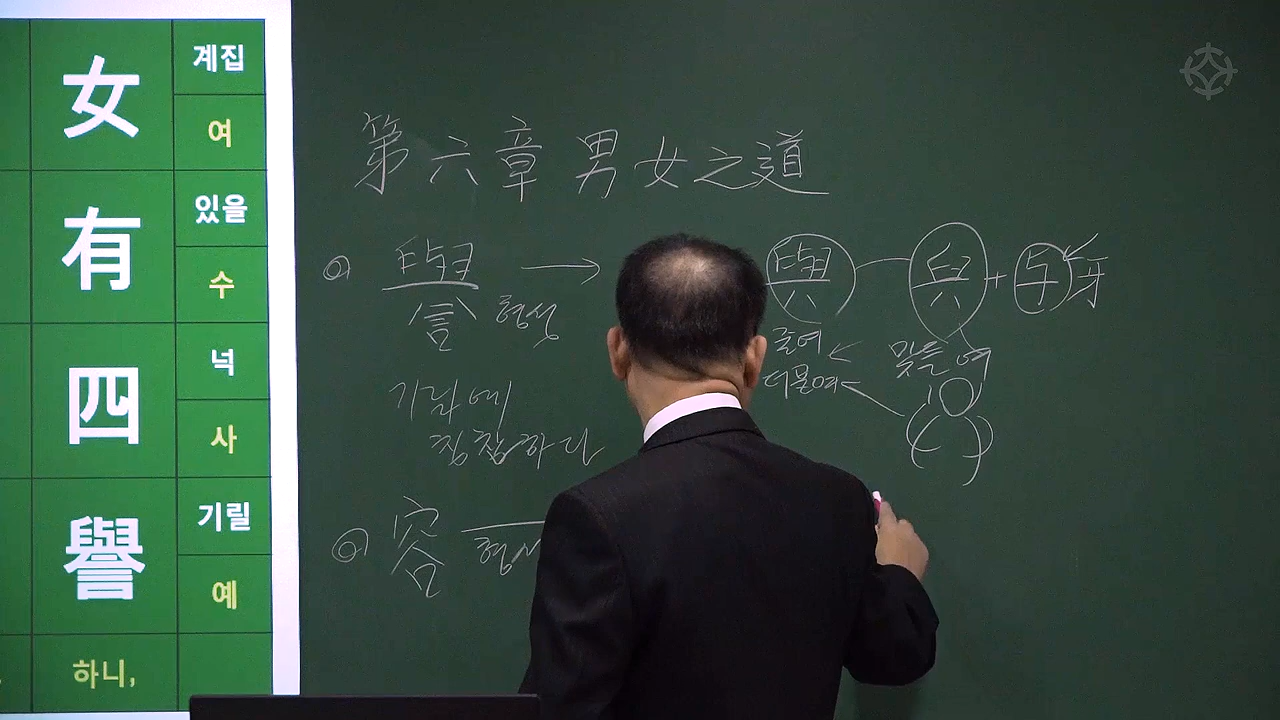 女 계집 여
有 있을 수
四 넉 사
譽 기릴 예
하니,
第六章 男女之道
譽 → 與 - 舁 + 与 牙
형성
줄 여
더불 여
맞들 여
기릴 예
칭찬하다
容
형성